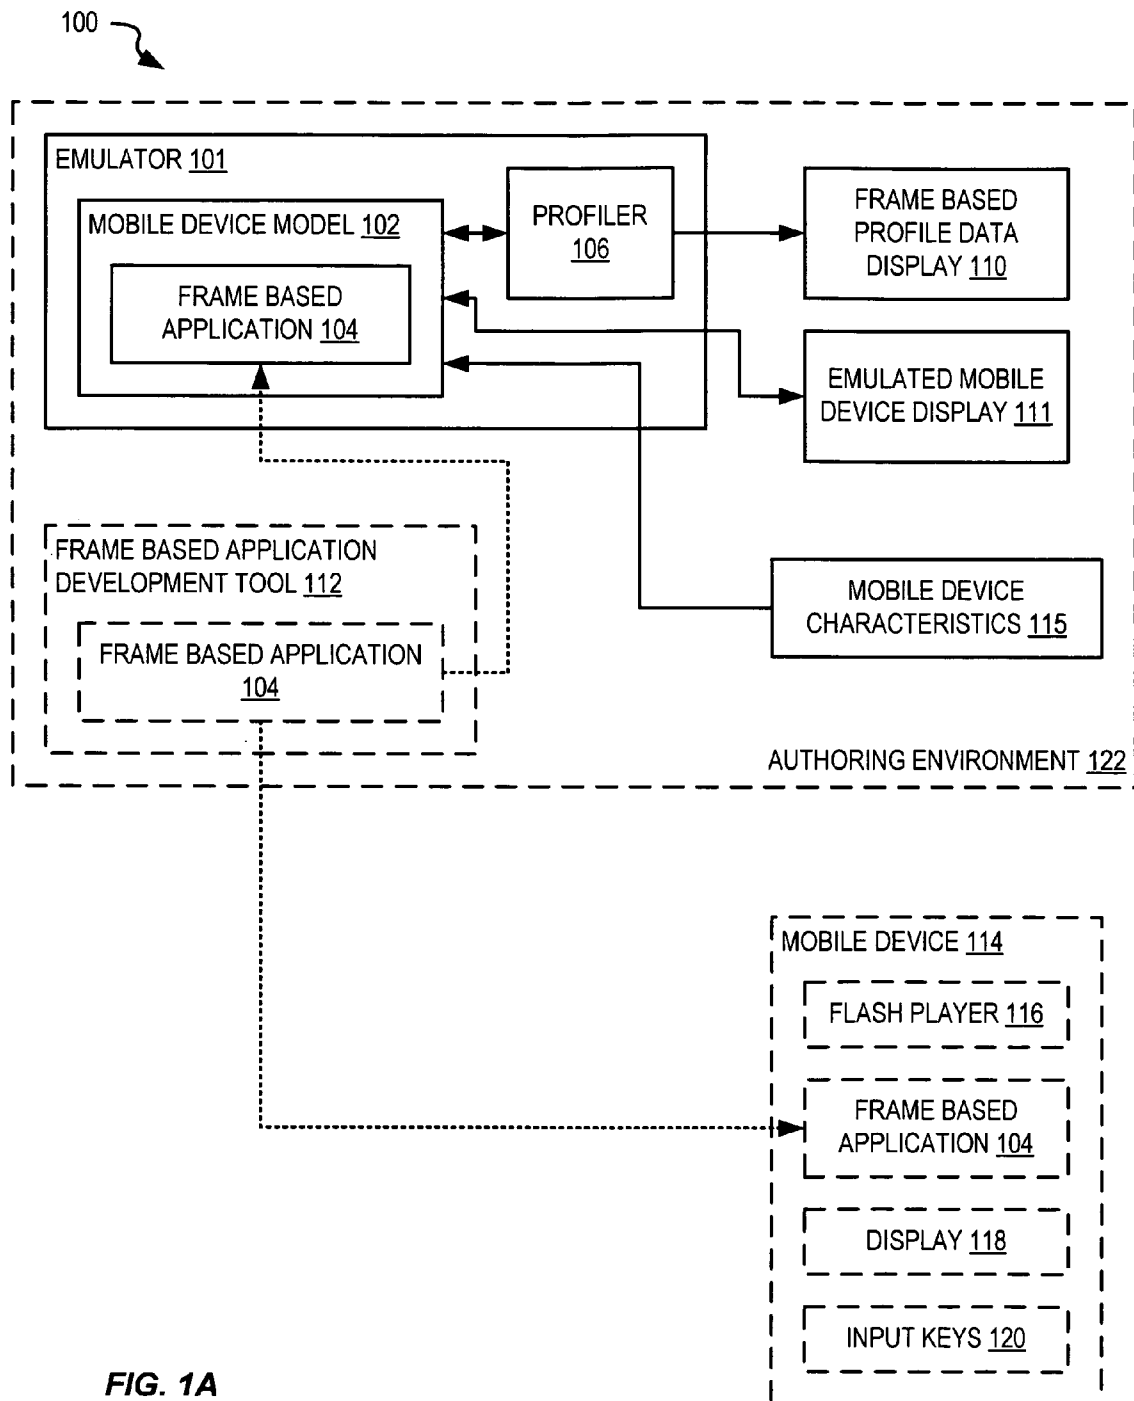 100
EMULATOR 101
MOBILE DEVICE MODEL 102
FRAME BASED
APPLICATION 104
PROFILER
106
FRAME BASED
PROFILE DATA
DISPLAY 110
EMULATED MOBILE
DEVICE DISPLAY 111
FRAME BASED APPLICATION
DEVELOPMENT TOOL 112
FRAME BASED APPLICATION
104
MOBILE DEVICE
CHARACTERISTICS 115
AUTHORING ENVIRONMENT 122
MOBILE DEVICE 114
FLASH PLAYER 116
FRAME BASED
APPLICATION 104
DISPLAY 118
INPUT KEYS 120
FIG. 1A